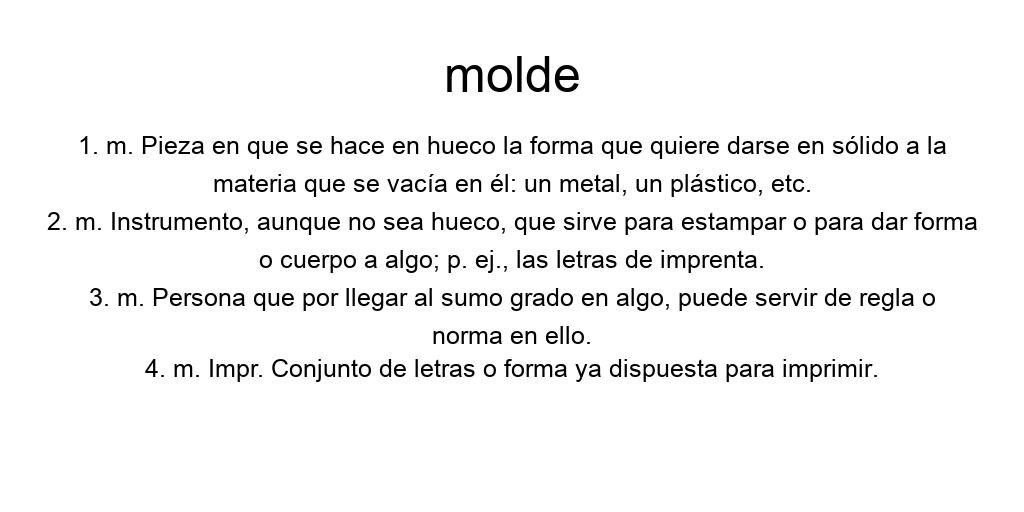 molde
1. m. Pieza en que se hace en hueco la forma que quiere darse en sólido a la
materia que se vacía en él: un metal, un plástico, etc.
2. m. Instrumento, aunque no sea hueco, que sirve para estampar o para dar forma
o cuerpo a algo; p. ej., las letras de imprenta.
3. m. Persona que por llegar al sumo grado en algo, puede servir de regla o
norma en ello.
4. m. Impr. Conjunto de letras o forma ya dispuesta para imprimir.